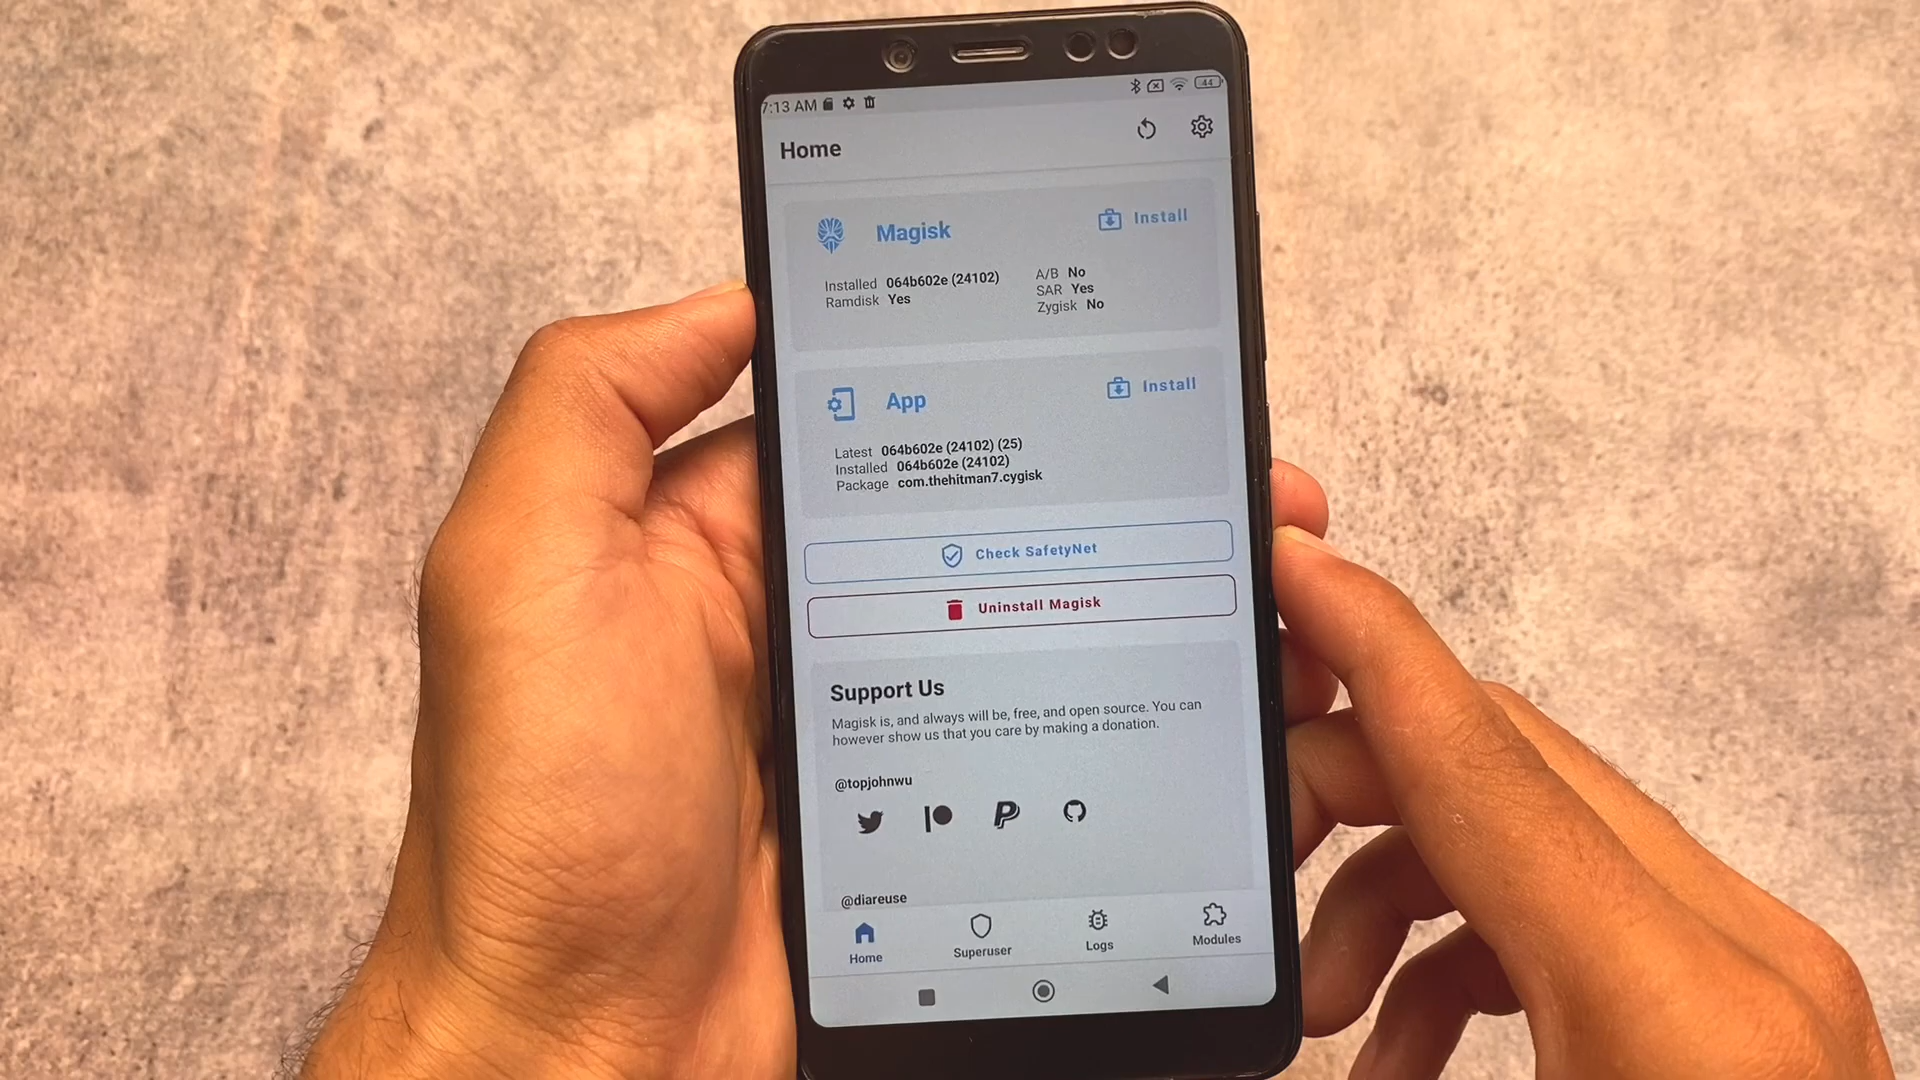 7:13 AM
44
Home
Magisk
Install
Installed 064b602e (24102)
Ramdisk Yes
A/B No
SAR Yes
Zygisk No
App
Install
Latest 064b602e (24102) (25)
Installed 064b602e (24102)
Package com.thehitman7.cygisk
Check SafetyNet
Uninstall Magisk
Support Us
Magisk is, and always will be, free, and open source. You can
however show us that you care by making a donation.
@topjohnwu
@diareuse
Home
Superuser
Logs
Modules